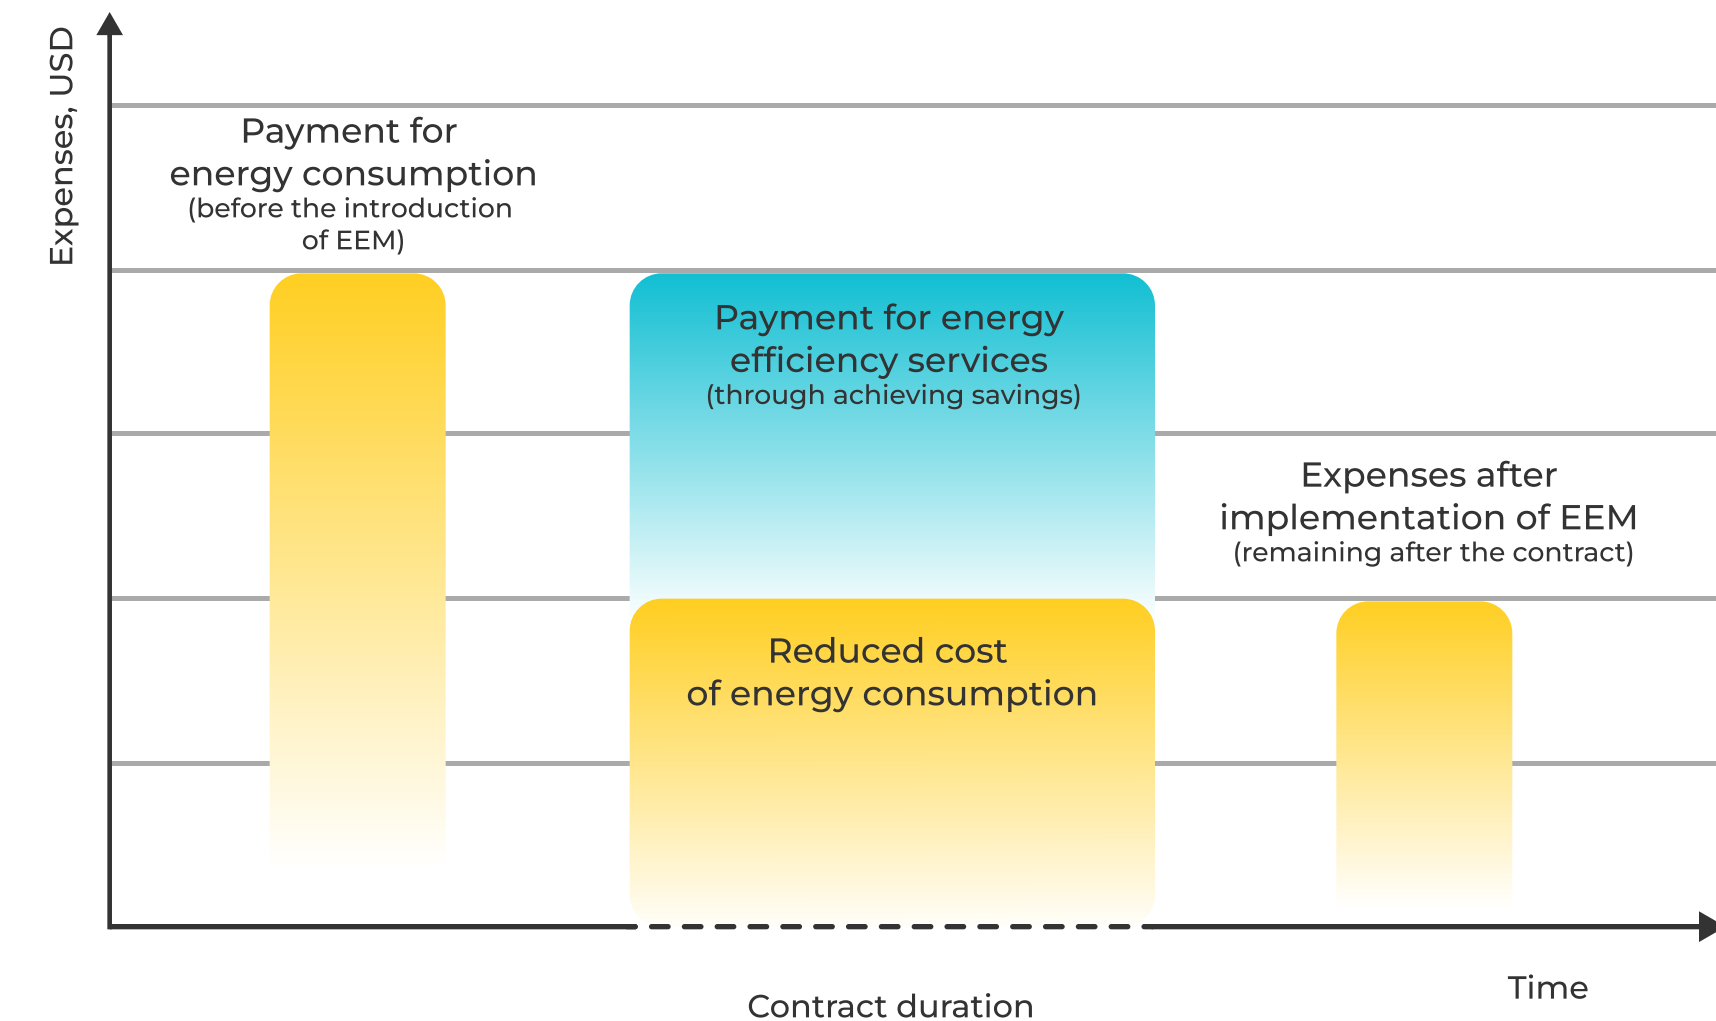 Expenses, USD
Payment for
energy consumption
(before the introduction
of EEM)
Payment for energy
efficiency services
(through achieving savings)
Expenses after
implementation of EEM
(remaining after the contract)
Reduced cost
of energy consumption
Time
Contract duration